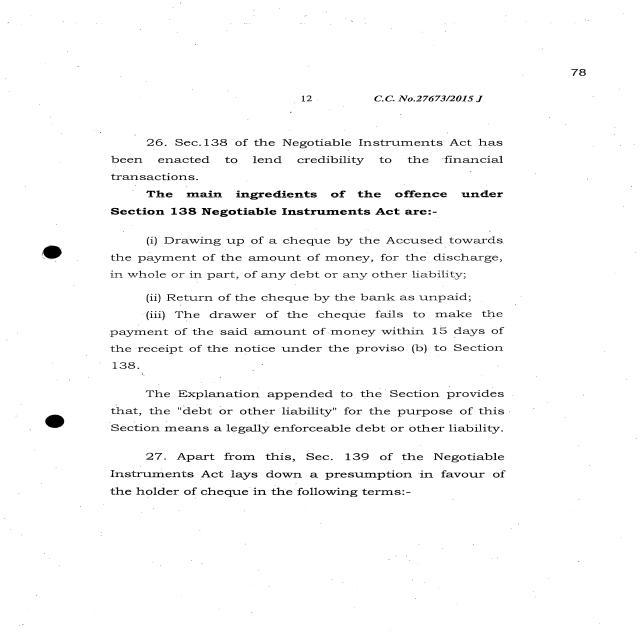 78
12 C.C. No.27673/2015 J
26. Sec.138 of the Negotiable Instruments Act has
been enacted to lend credibility to the financial
transactions.
The main ingredients of the offence under
Section 138 Negotiable Instruments Act are:-
(i) Drawing up of a cheque by the Accused towards
the payment of the amount of money, for the discharge,
in whole or in part, of any debt or any other liability;
(ii) Return of the cheque by the bank as unpaid;
(iii) The drawer of the cheque fails to make the
payment of the said amount of money within 15 days of
the receipt of the notice under the proviso (b) to Section
138.
The Explanation appended to the Section provides
that, the "debt or other liability" for the purpose of this
Section means a legally enforceable debt or other liability.
27. Apart from this, Sec. 139 of the Negotiable
Instruments Act lays down a presumption in favour of
the holder of cheque in the following terms:-